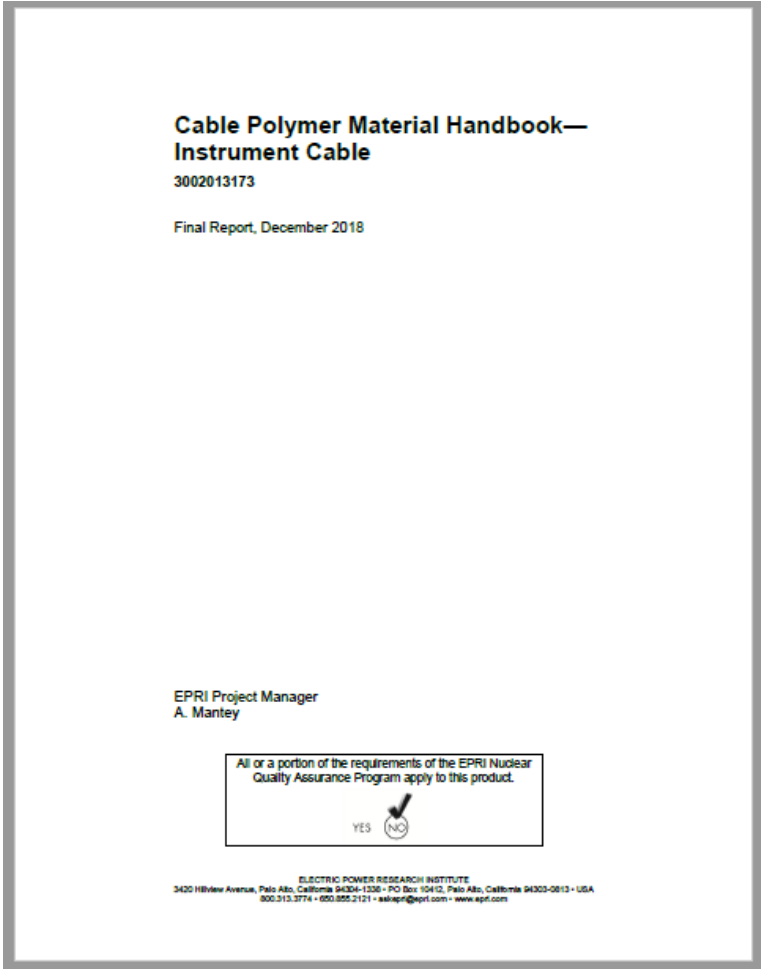 Cable Polymer Material Handbook—
Instrument Cable
3002013173
Final Report, December 2018
EPRI Project Manager
A. Mantey
All or a portion of the requirements of the EPRI Nuclear
Quality Assurance Program apply to this product.
YES NO
ELECTRIC POWER RESEARCH INSTITUTE
3420 Hillview Avenue, Palo Alto, California 94304-1338 • PO Box 10412, Palo Alto, California 94303-0813 • USA
800.313.3774 • 650.855.2121 • askepri@epri.com • www.epri.com